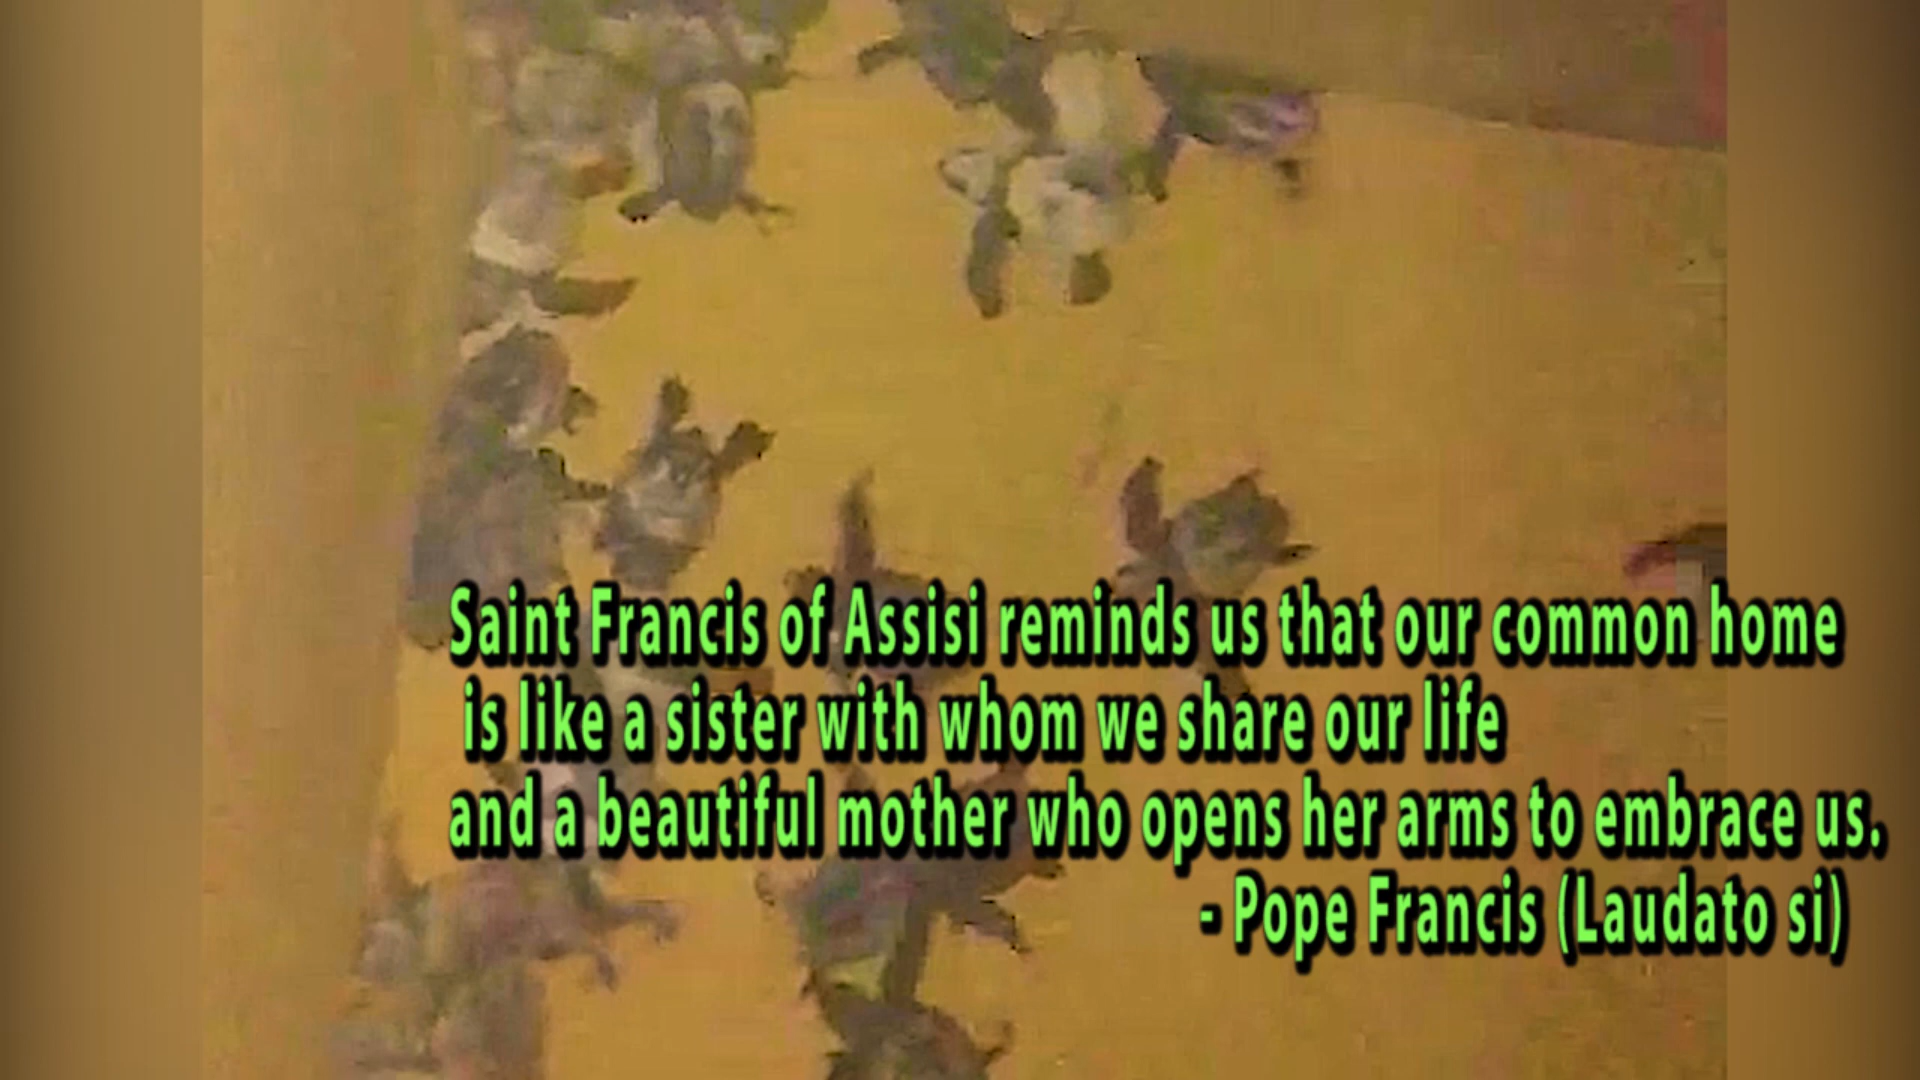 Saint Francis of Assisi reminds us that our common home
is like a sister with whom we share our life
and a beautiful mother who opens her arms to embrace us.
- Pope Francis (Laudato si)